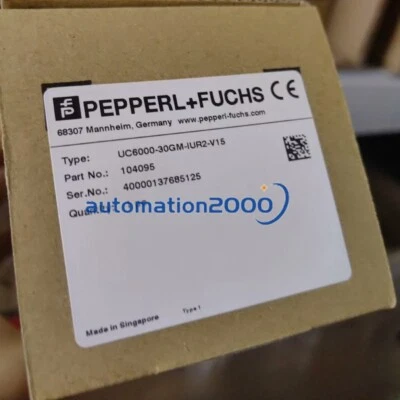 PEPPERL+FUCHS CE
68307 Mannheim, Germany www.pepperl-fuchs.com
Type: UC6000-30GM-IUR2-V15
Part No.: 104095
Ser.No.: 40000137685125
Quantity:
automation2000
Made in Singapore Type 1